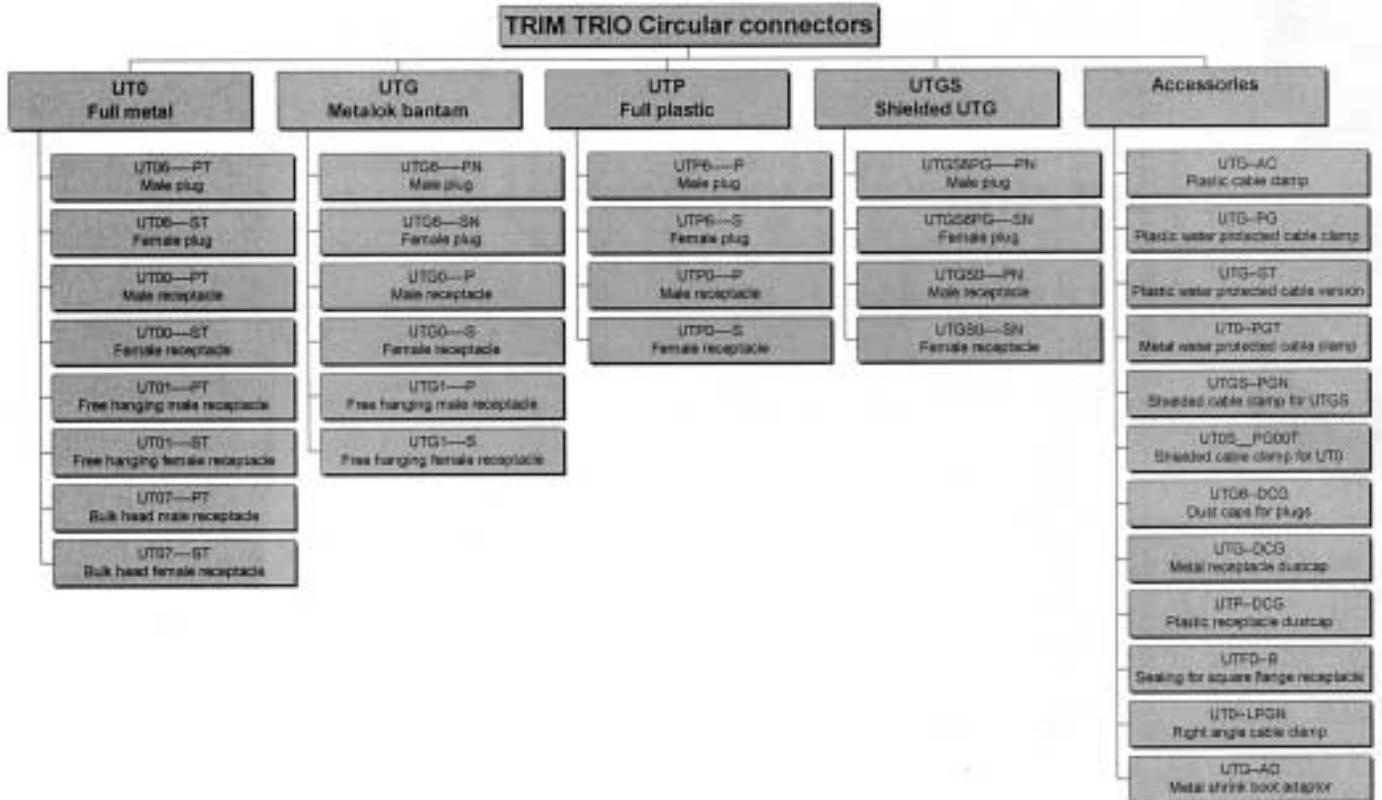 TRIM TRIO Circular connectors
UT0
Full metal
UT06----PT
Male plug
UT06----ST
Female plug
UT00----PT
Male receptacle
UT00----ST
Female receptacle
UT01----PT
Free hanging male receptacle
UT01----ST
Free hanging female receptacle
UT07----PT
Bulk head male receptacle
UT07----ST
Bulk head female receptacle
UTG
Metalok bantam
UTG6----PN
Male plug
UTG6----SN
Female plug
UTG0---P
Male receptacle
UTG0---S
Female receptacle
UTG1---P
Free hanging male receptacle
UTG1---S
Free hanging female receptacle
UTP
Full plastic
UTP6---P
Male plug
UTP6---S
Female plug
UTP0---P
Male receptacle
UTP0---S
Female receptacle
UTGS
Shielded UTG
UTGS6PG----PN
Male plug
UTGS6PG----SN
Female plug
UTGS0----PN
Male receptacle
UTGS0----SN
Female receptacle
Accessories
UTG--AC
Plastic cable clamp
UTG--PG
Plastic water protected cable clamp
UTG--ST
Plastic water protected cable version
UT0--PGT
Metal water protected cable clamp
UTGS--PGN
Shielded cable clamp for UTGS
UT0S__PG00T
Shielded cable clamp for UT0
UTG6--DCG
Dust caps for plugs
UTG--DCG
Metal receptacle dustcap
UTP--DCG
Plastic receptacle dustcap
UTFD--B
Sealing for square flange receptacle
UT0--LPGN
Right angle cable clamp
UTG--AD
Metal shrink boot adaptor